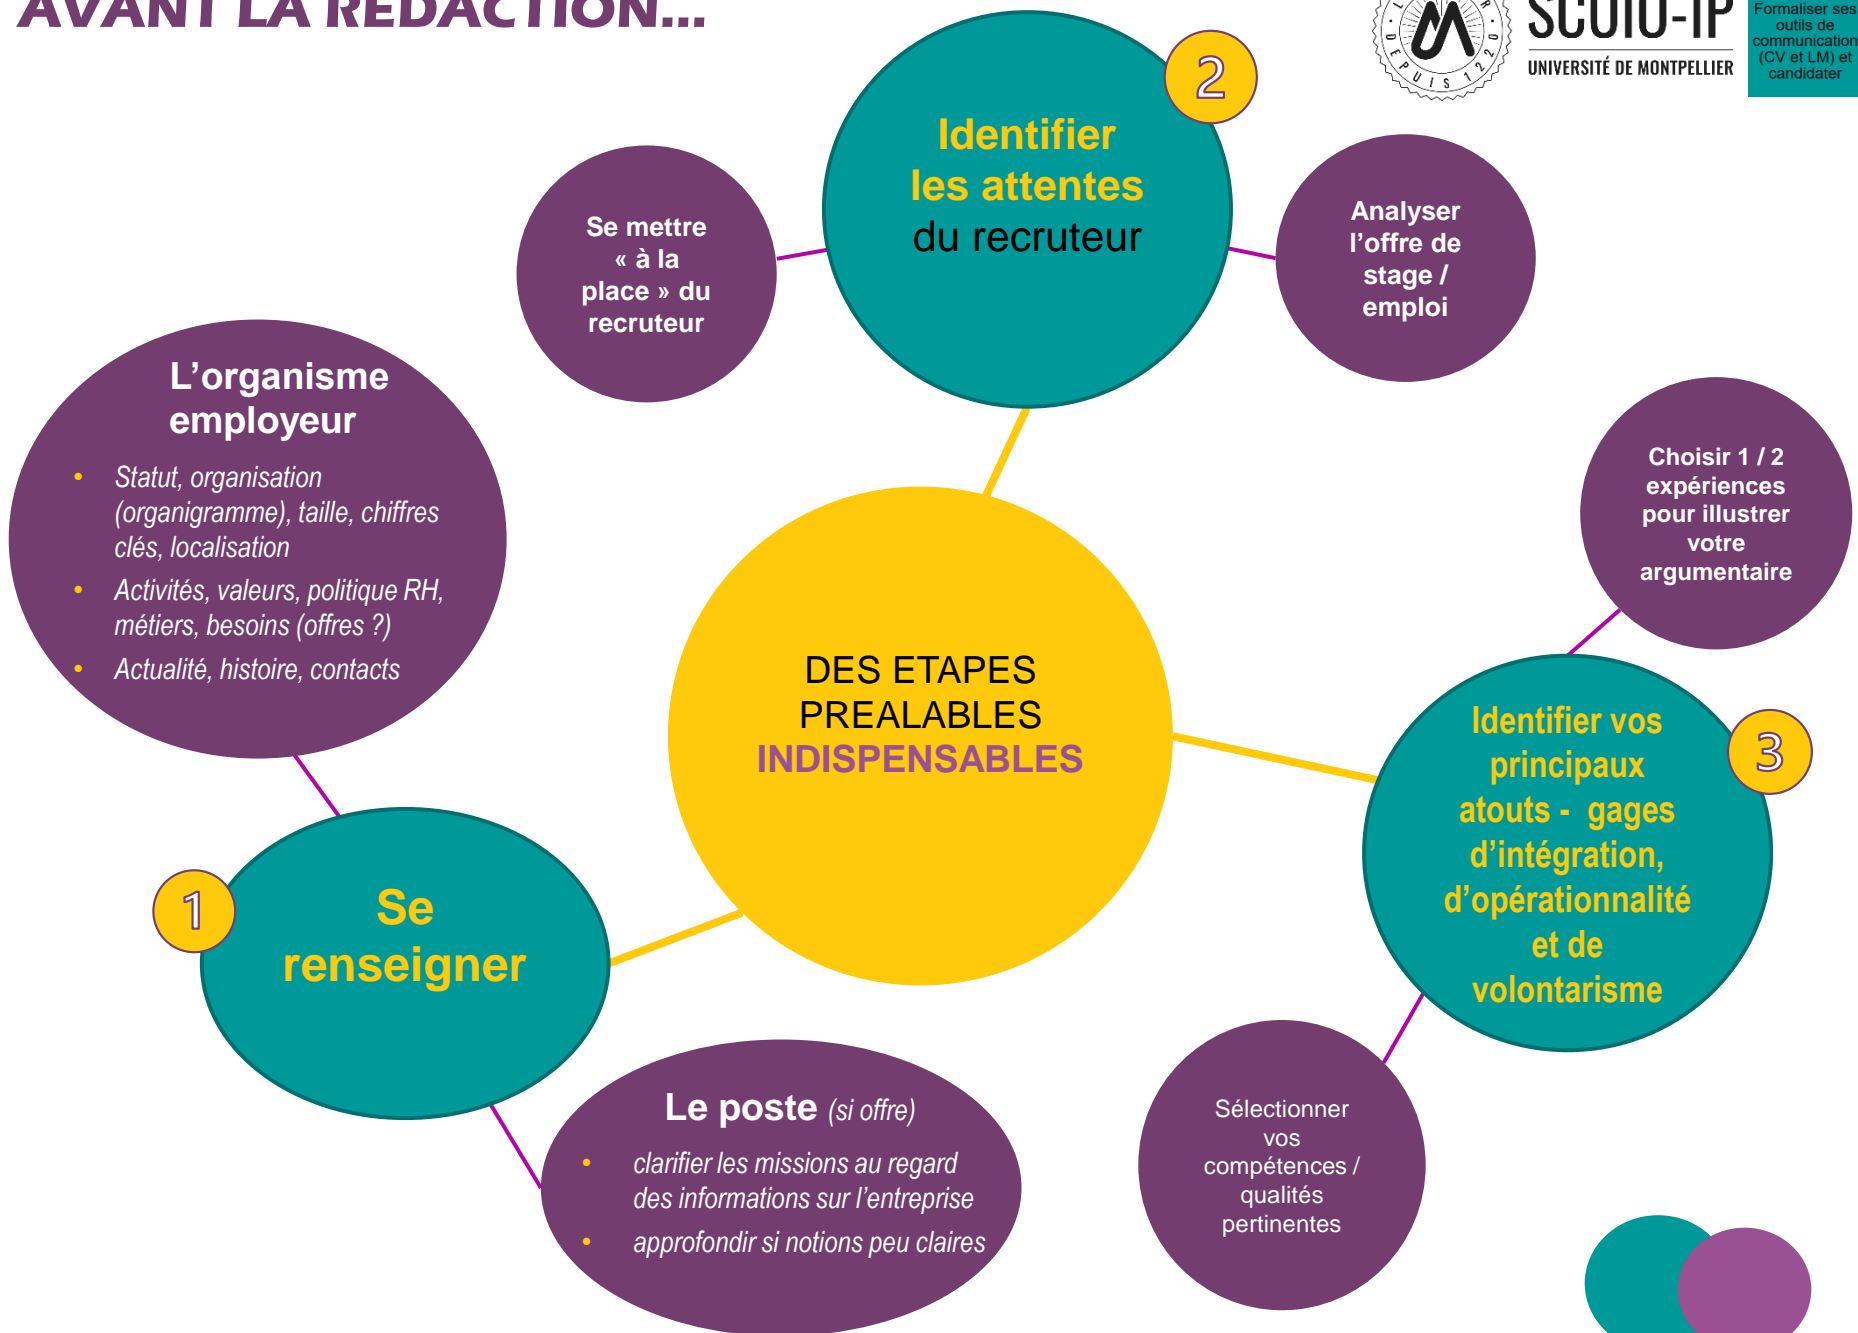 AVANT LA REDACTION...
SCUIO-IP
UNIVERSITÉ DE MONTPELLIER
DEPUIS 1220
Formaliser ses
outils de
communication
(CV et LM) et
candidater
2
Identifier
les attentes
du recruteur
Se mettre
« à la
place » du
recruteur
Analyser
l’offre de
stage /
emploi
L’organisme
employeur
• Statut, organisation
(organigramme), taille, chiffres
clés, localisation
• Activités, valeurs, politique RH,
métiers, besoins (offres ?)
• Actualité, histoire, contacts
Choisir 1 / 2
expériences
pour illustrer
votre
argumentaire
DES ETAPES
PREALABLES
INDISPENSABLES
3
Identifier vos
principaux
atouts - gages
d’intégration,
d’opérationnalité
et de
volontarisme
1
Se
renseigner
Le poste (si offre)
• clarifier les missions au regard
des informations sur l’entreprise
• approfondir si notions peu claires
Sélectionner
vos
compétences /
qualités
pertinentes